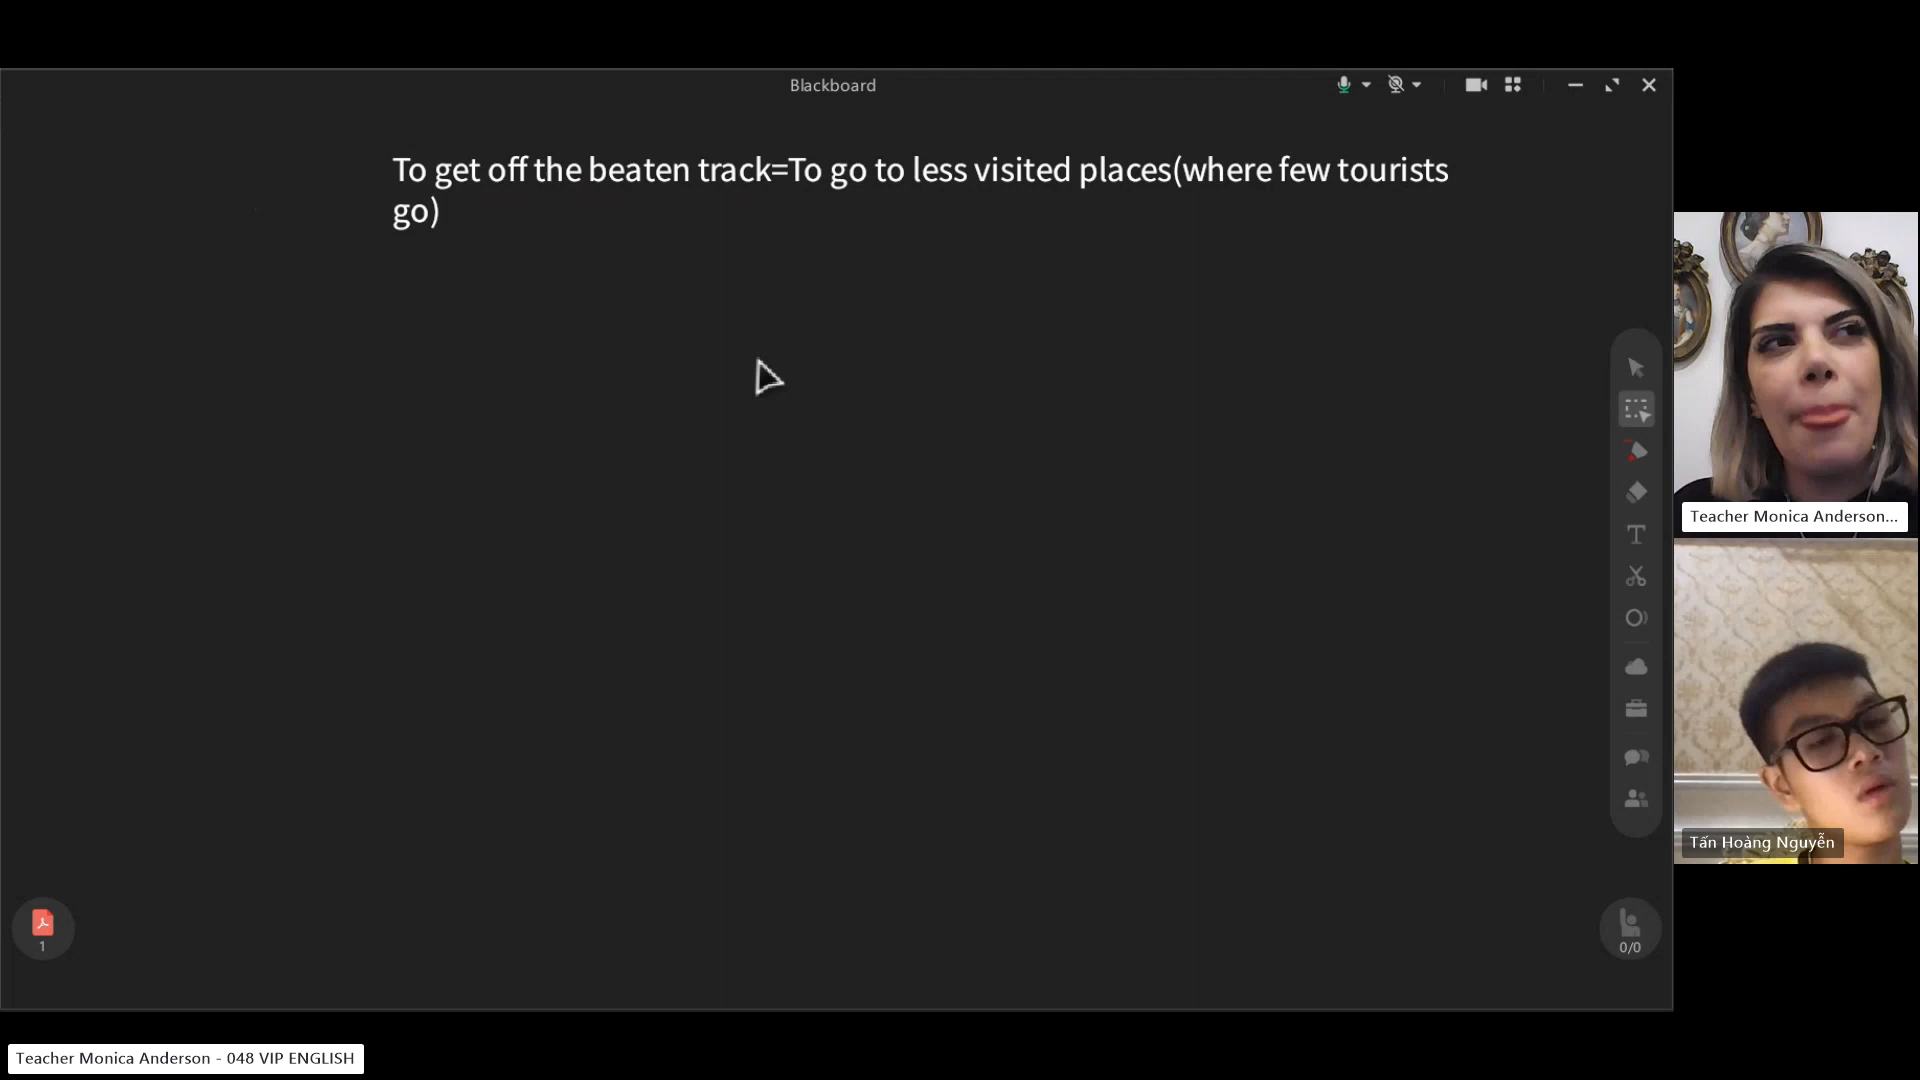 Blackboard
To get off the beaten track=To go to less visited places(where few tourists
go)
Teacher Monica Anderson...
Tấn Hoàng Nguyễn
1
0/0
Teacher Monica Anderson - 048 VIP ENGLISH